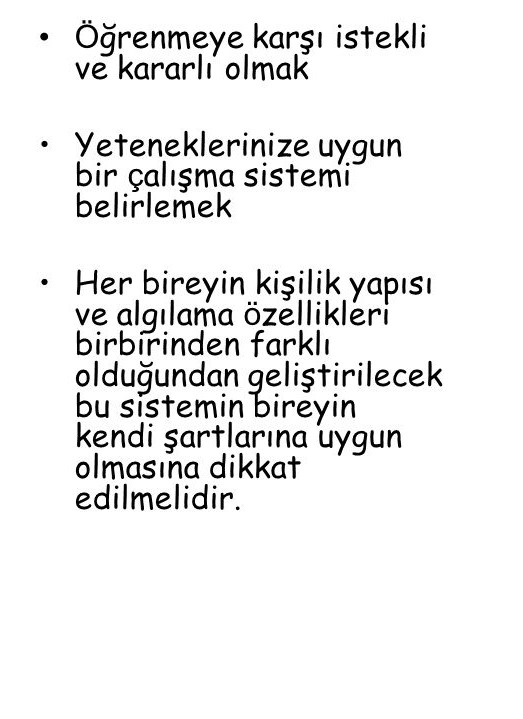 • Öğrenmeye karşı istekli
ve kararlı olmak
• Yeteneklerinize uygun
bir çalışma sistemi
belirlemek
• Her bireyin kişilik yapısı
ve algılama özellikleri
birbirinden farklı
olduğundan geliştirilecek
bu sistemin bireyin
kendi şartlarına uygun
olmasına dikkat
edilmelidir.